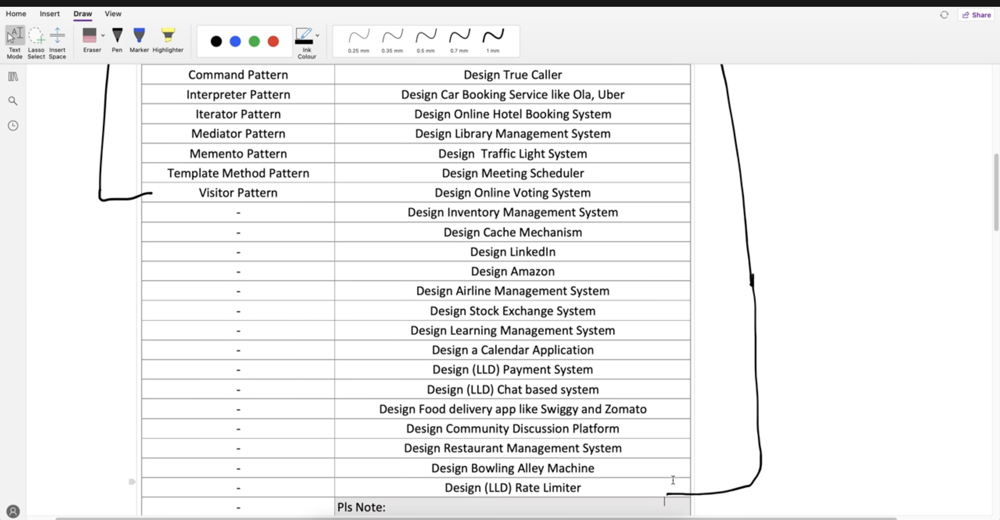 Home Insert Draw View
Share
Text Mode
Lasso Select
Insert Space
Eraser
Pen
Marker
Highlighter
Ink Colour
0.25 mm
0.35 mm
0.5 mm
0.7 mm
1 mm
Command Pattern Design True Caller
Interpreter Pattern Design Car Booking Service like Ola, Uber
Iterator Pattern Design Online Hotel Booking System
Mediator Pattern Design Library Management System
Memento Pattern Design  Traffic Light System
Template Method Pattern Design Meeting Scheduler
Visitor Pattern Design Online Voting System
- Design Inventory Management System
- Design Cache Mechanism
- Design LinkedIn
- Design Amazon
- Design Airline Management System
- Design Stock Exchange System
- Design Learning Management System
- Design a Calendar Application
- Design (LLD) Payment System
- Design (LLD) Chat based system
- Design Food delivery app like Swiggy and Zomato
- Design Community Discussion Platform
- Design Restaurant Management System
- Design Bowling Alley Machine
- Design (LLD) Rate Limiter
- Pls Note: